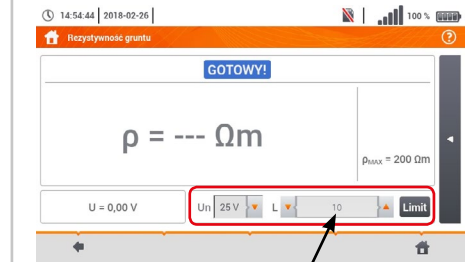 14:54:44 2018-02-26 100 %
Rezystywność gruntu ?
GOTOWY!
ρ = --- Ωm
ρMAX = 200 Ωm
U = 0,00 V Un 25 V L 10 Limit